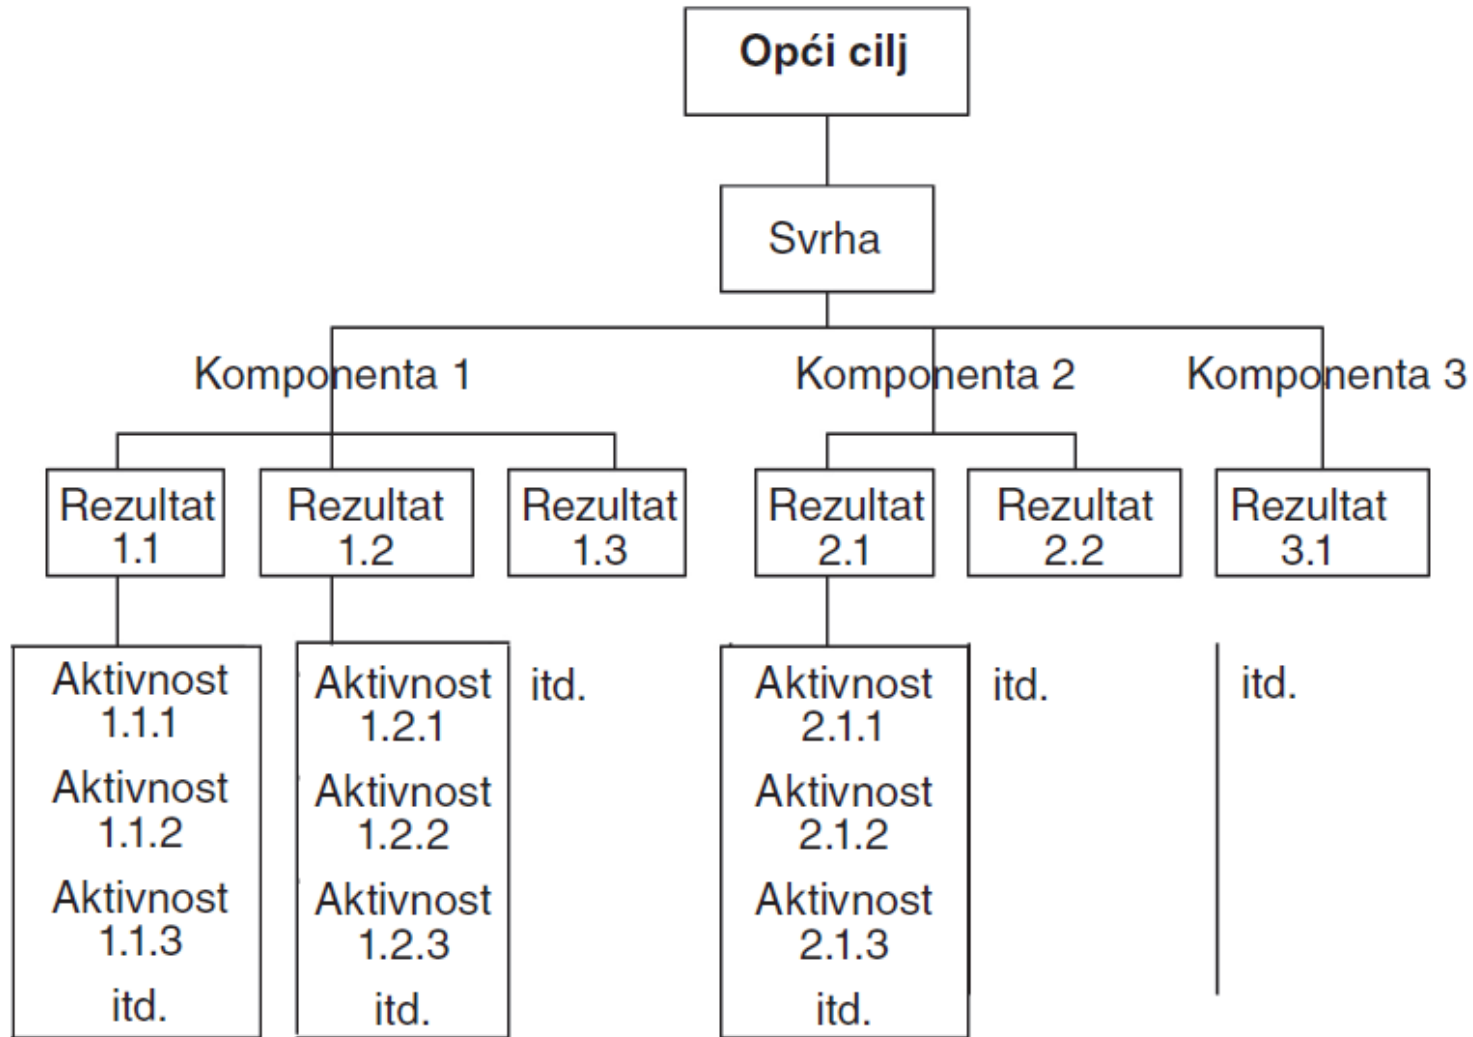 Opći cilj
Svrha
Komponenta 1
Komponenta 2
Komponenta 3
Rezultat
1.1
Rezultat
1.2
Rezultat
1.3
Rezultat
2.1
Rezultat
2.2
Rezultat
3.1
Aktivnost
1.1.1
Aktivnost
1.1.2
Aktivnost
1.1.3
itd.
Aktivnost
1.2.1
Aktivnost
1.2.2
Aktivnost
1.2.3
itd.
itd.
Aktivnost
2.1.1
Aktivnost
2.1.2
Aktivnost
2.1.3
itd.
itd.
itd.